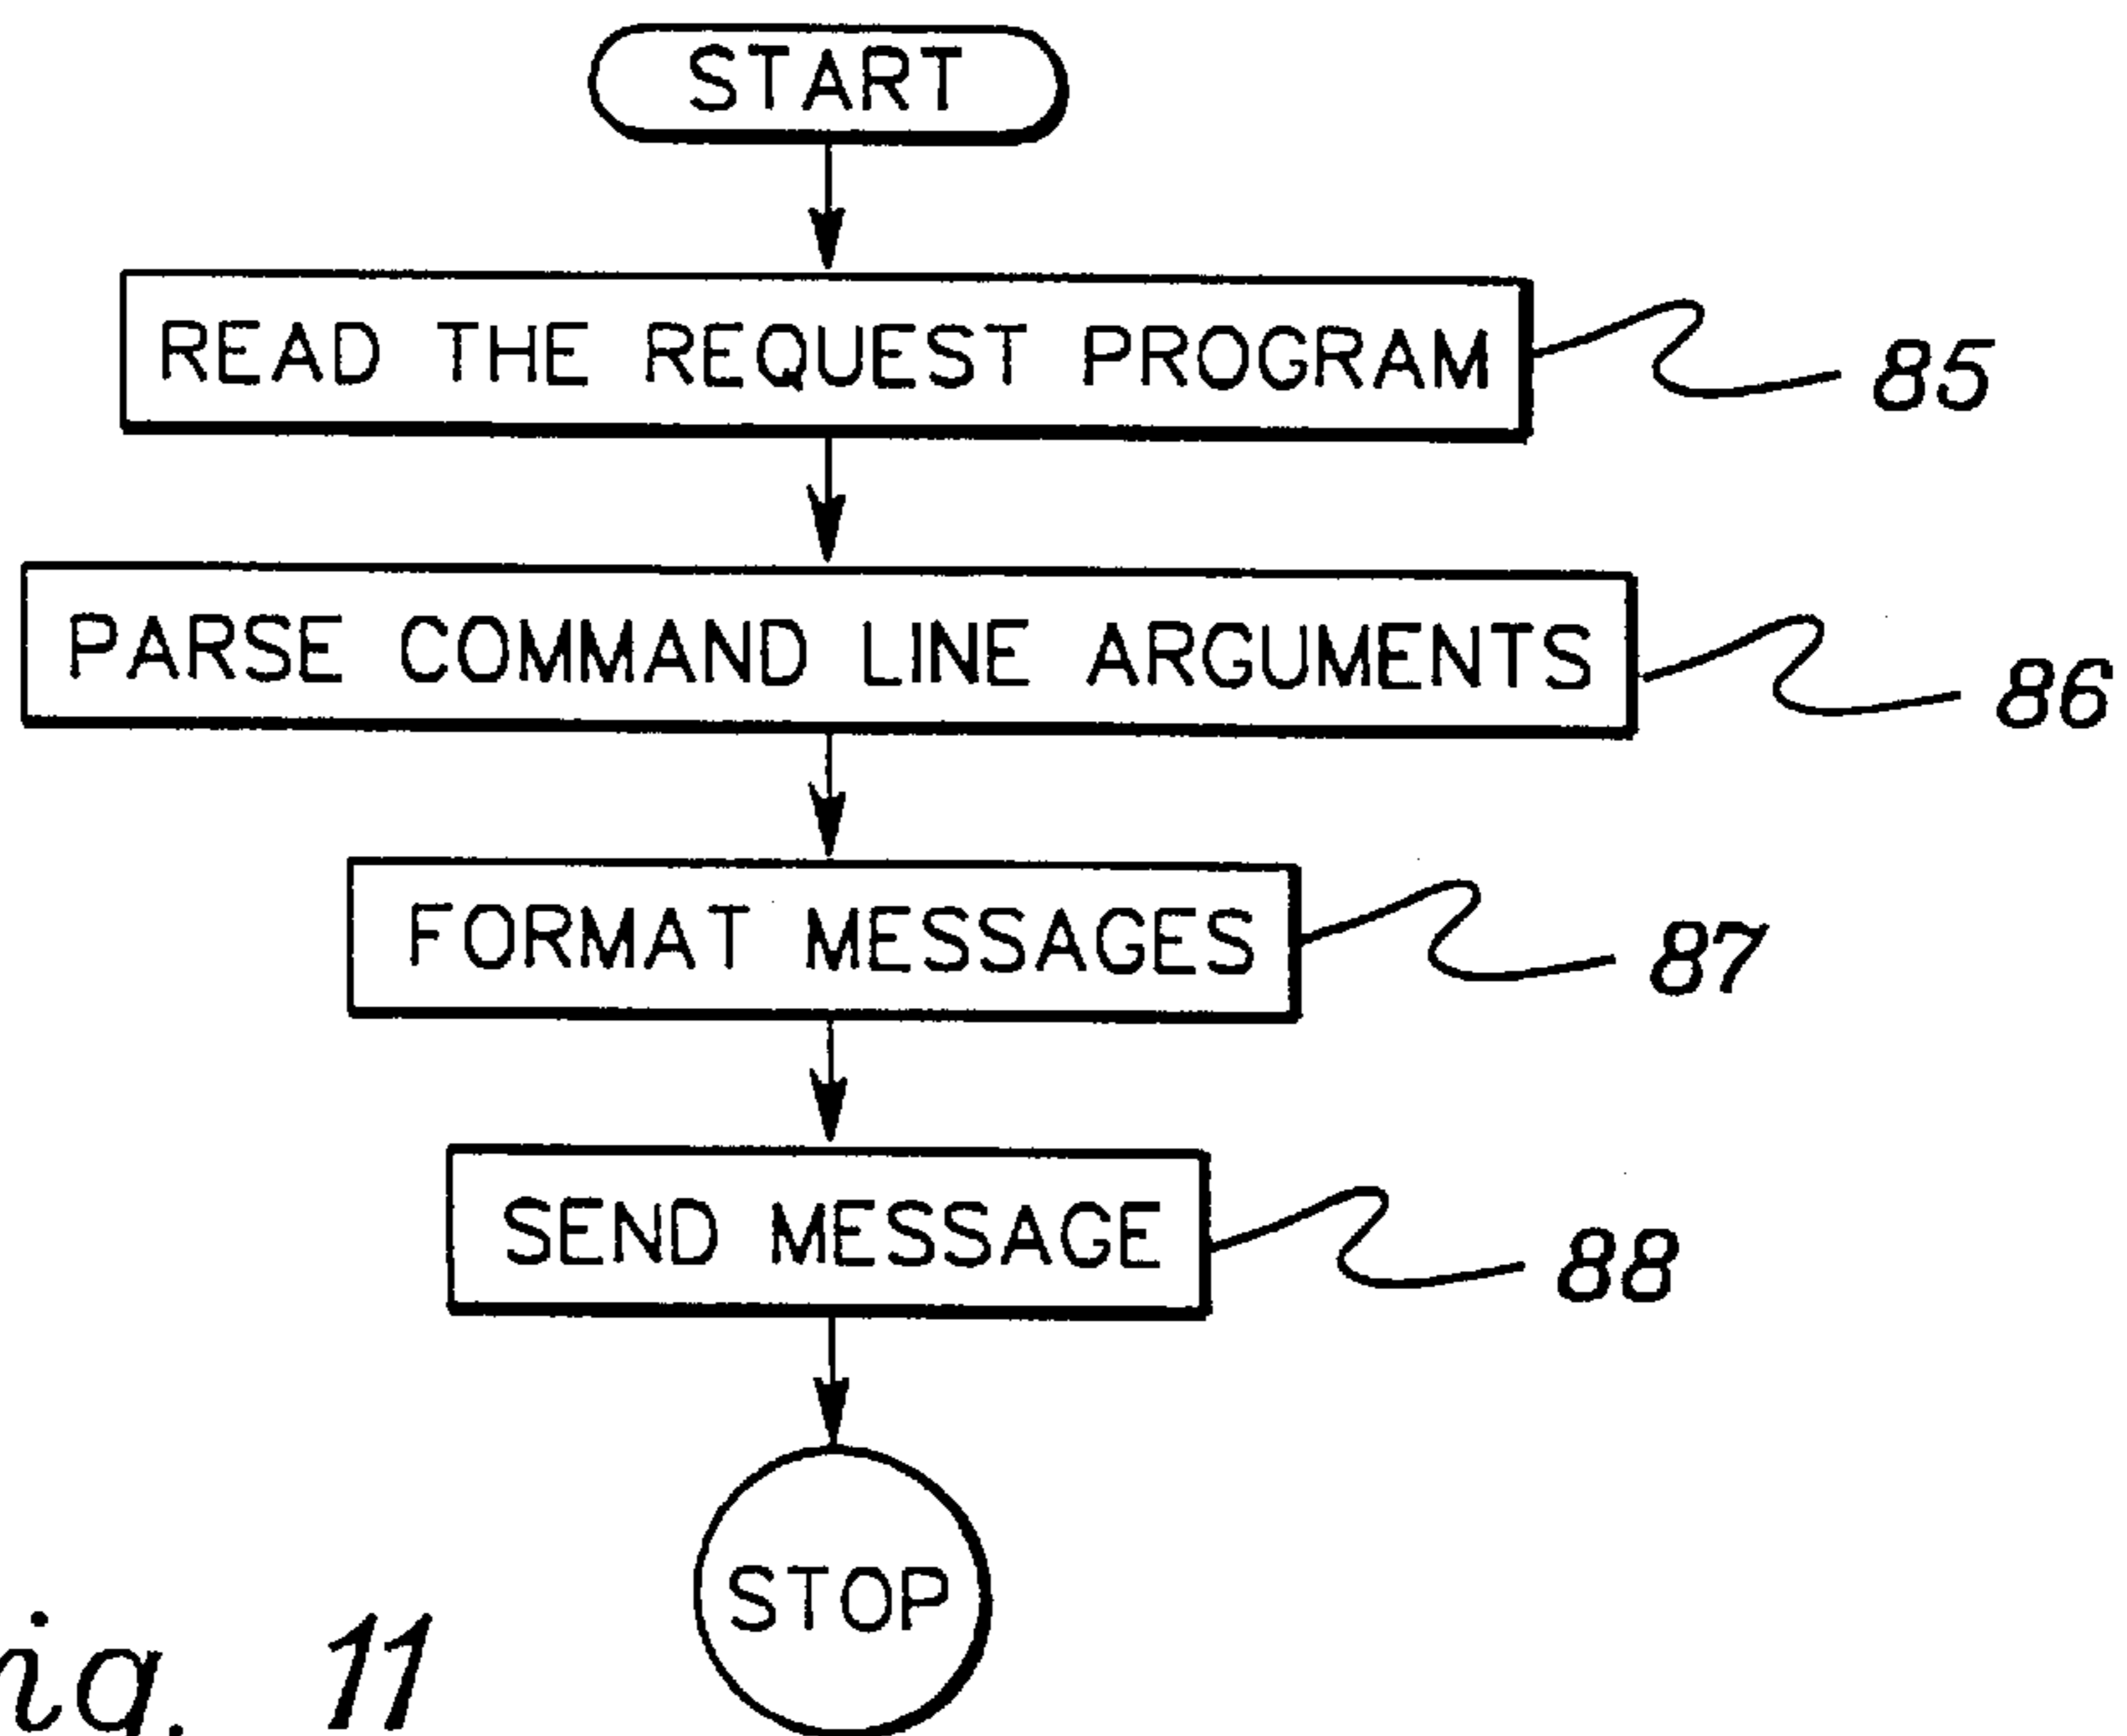 START
READ THE REQUEST PROGRAM
85
PARSE COMMAND LINE ARGUMENTS
86
FORMAT MESSAGES
87
SEND MESSAGE
88
STOP
ig. 11